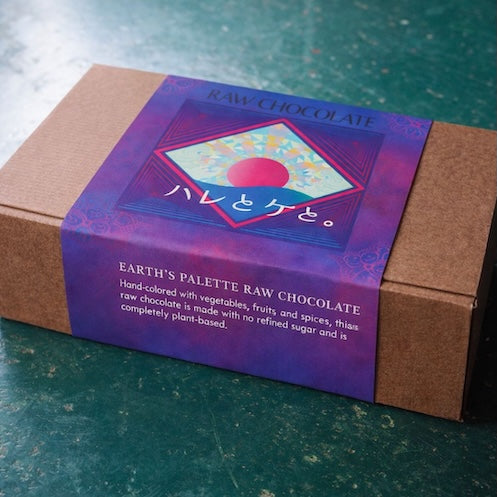 RAW CHOCOLATE
ハレとケと。
EARTH'S PALETTE RAW CHOCOLATE
Hand-colored with vegetables, fruits and spices, this
raw chocolate is made with no refined sugar and is
completely plant-based.